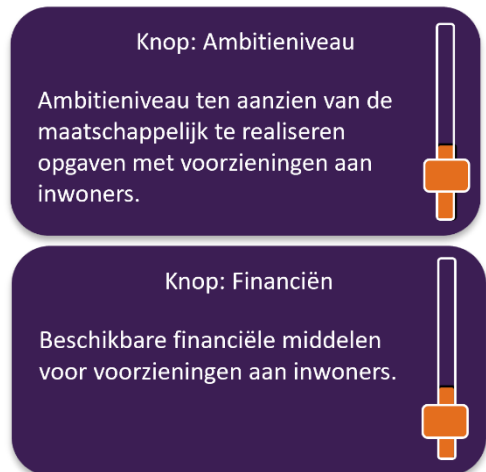 Knop: Ambitieniveau
Ambitieniveau ten aanzien van de
maatschappelijk te realiseren
opgaven met voorzieningen aan
inwoners.
Knop: Financiën
Beschikbare financiële middelen
voor voorzieningen aan inwoners.